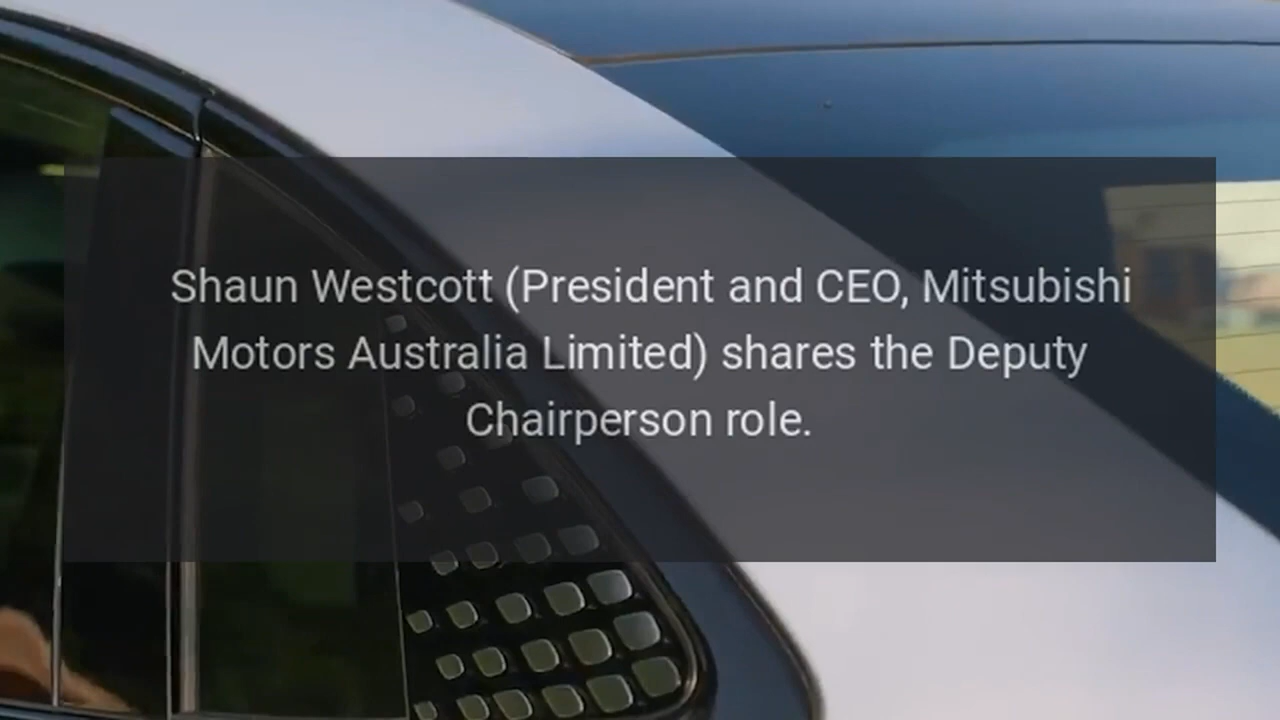 Shaun Westcott (President and CEO, Mitsubishi
Motors Australia Limited) shares the Deputy
Chairperson role.